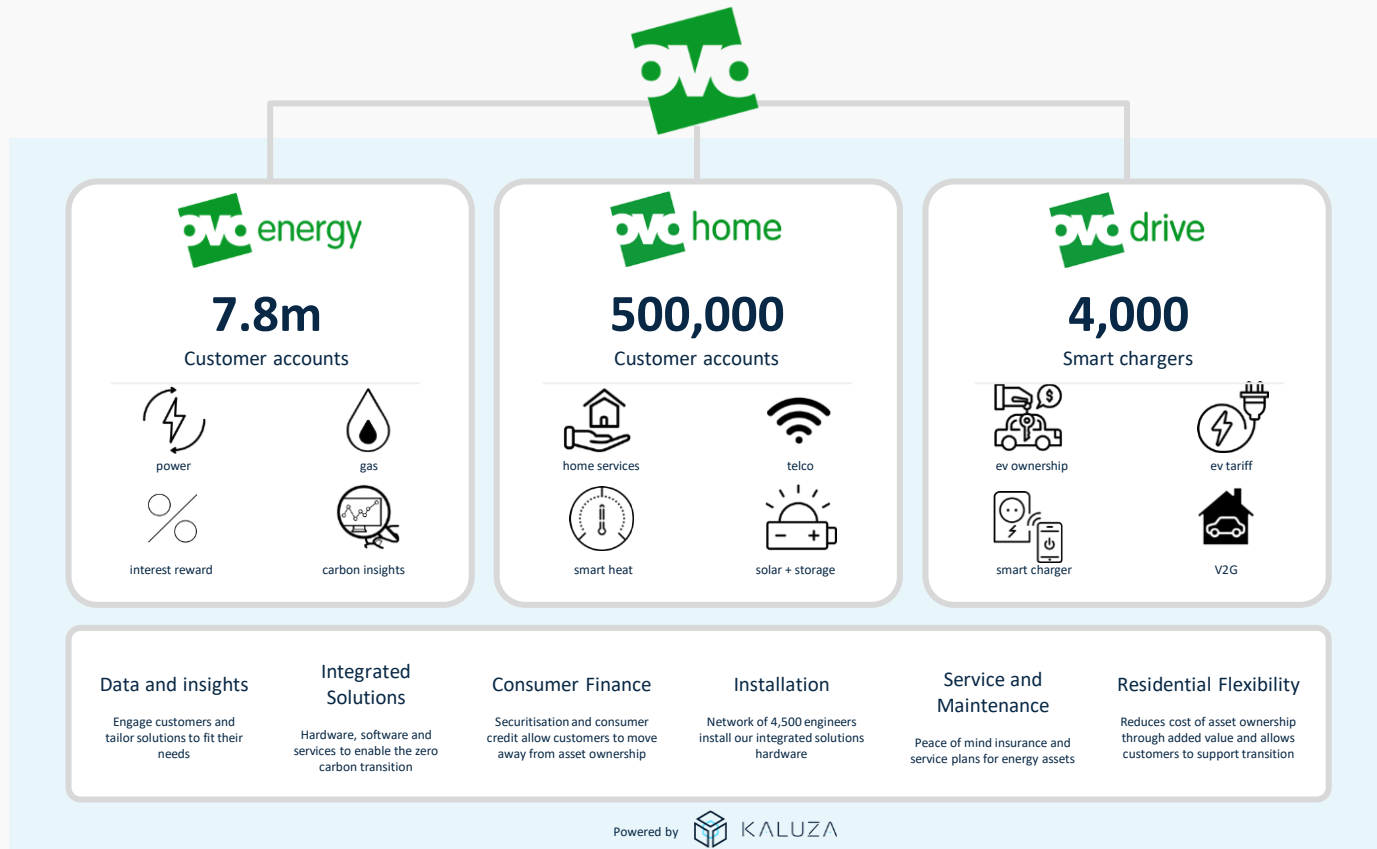 ovo
ovo energy
7.8m
Customer accounts
power
gas
interest reward
carbon insights
ovo home
500,000
Customer accounts
home services
telco
smart heat
solar + storage
ovo drive
4,000
Smart chargers
$
ev ownership
ev tariff
smart charger
V2G
Data and insights
Engage customers and
tailor solutions to fit their
needs
Integrated
Solutions
Hardware, software and
services to enable the zero
carbon transition
Consumer Finance
Securitisation and consumer
credit allow customers to move
away from asset ownership
Installation
Network of 4,500 engineers
install our integrated solutions
hardware
Service and
Maintenance
Peace of mind insurance and
service plans for energy assets
Residential Flexibility
Reduces cost of asset ownership
through added value and allows
customers to support transition
Powered by KALUZA